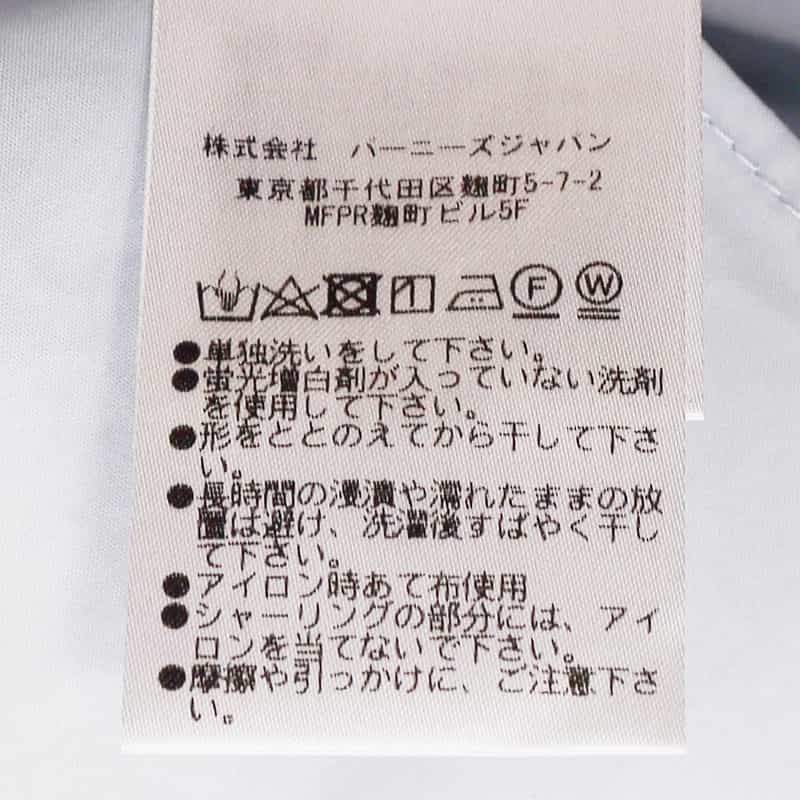 株式会社　バーニーズジャパン
東京都千代田区麹町5-7-2
MFPR麹町ビル5F
F W
●単独洗いをして下さい。
●蛍光増白剤が入っていない洗剤
を使用して下さい。
●形をととのえてから干して下さ
い。
●長時間の浸漬や濡れたままの放
置は避け、洗濯後すばやく干し
て下さい。
●アイロン時あて布使用
●シャーリングの部分には、アイ
ロンを当てないで下さい。
●摩擦や引っかけに、ご注意下さ
い。